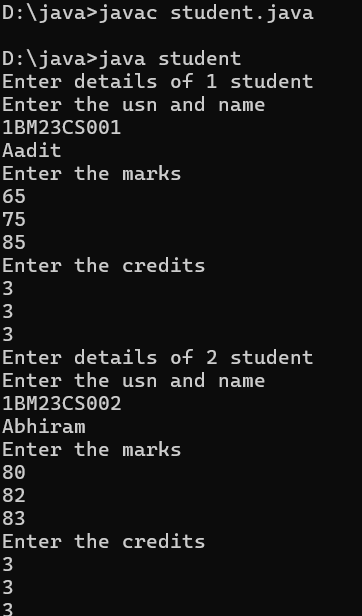 D:\java>javac student.java
D:\java>java student
Enter details of 1 student
Enter the usn and name
1BM23CS001
Aadit
Enter the marks
65
75
85
Enter the credits
3
3
3
Enter details of 2 student
Enter the usn and name
1BM23CS002
Abhiram
Enter the marks
80
82
83
Enter the credits
3
3
3